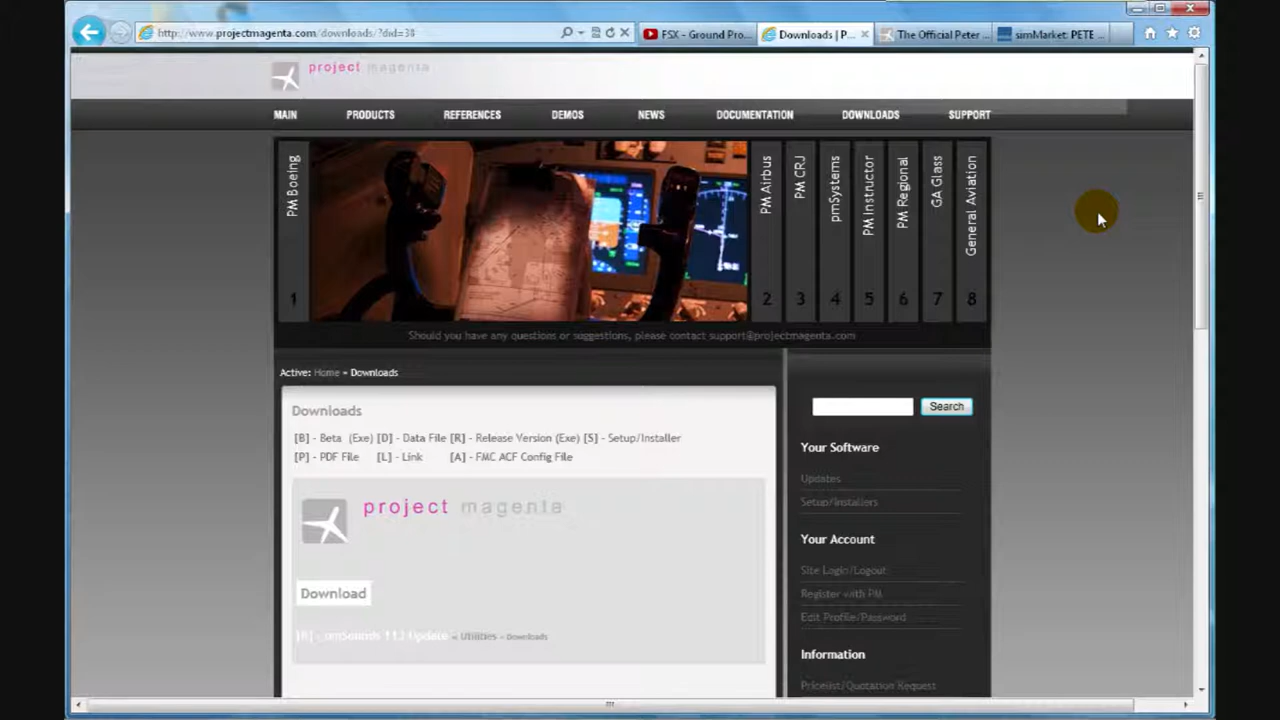 http://www.projectmagenta.com/downloads/?did=38
FSX - Ground Pro...
Downloads | P...
The Official Peter ...
simMarket: PETE ...
project magenta
MAIN
PRODUCTS
REFERENCES
DEMOS
NEWS
DOCUMENTATION
DOWNLOADS
SUPPORT
PM Boeing
1
PM Airbus
2
PM CRJ
3
pmSystems
4
PM Instructor
5
PM Regional
6
GA Glass
7
General Aviation
8
Should you have any questions or suggestions, please contact support@projectmagenta.com
Active: Home » Downloads
Downloads
[B] - Beta (Exe) [D] - Data File [R] - Release Version (Exe) [S] - Setup/Installer
[P] - PDF File [L] - Link [A] - FMC ACF Config File
project magenta
Download
[R] - pmSounds 112 Update « Utilities « Downloads
Search
Your Software
Updates
Setup/Installers
Your Account
Site Login/Logout
Register with PM
Edit Profile/Password
Information
Pricelist/Quotation Request